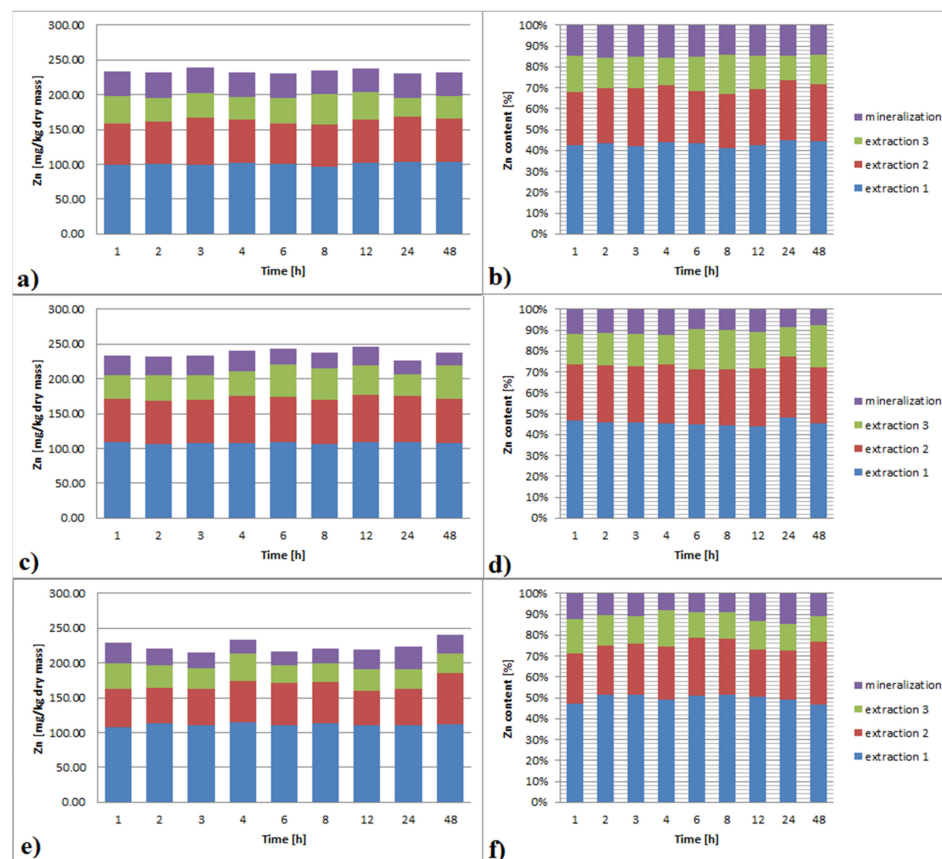 300.00
250.00
200.00
150.00
100.00
50.00
0.00
Zn [mg/kg dry mass]
1 2 3 4 6 8 12 24 48
Time [h]
a)
100%
90%
80%
70%
60%
50%
40%
30%
20%
10%
0%
Zn content [%]
1 2 3 4 6 8 12 24 48
Time [h]
b)
mineralization
extraction 3
extraction 2
extraction 1
300.00
250.00
200.00
150.00
100.00
50.00
0.00
Zn [mg/kg dry mass]
1 2 3 4 6 8 12 24 48
Time [h]
c)
100%
90%
80%
70%
60%
50%
40%
30%
20%
10%
0%
Zn content [%]
1 2 3 4 6 8 12 24 48
Time [h]
d)
mineralization
extraction 3
extraction 2
extraction 1
300.00
250.00
200.00
150.00
100.00
50.00
0.00
Zn [mg/kg dry mass]
1 2 3 4 6 8 12 24 48
Time [h]
e)
100%
90%
80%
70%
60%
50%
40%
30%
20%
10%
0%
Zn content [%]
1 2 3 4 6 8 12 24 48
Time [h]
f)
mineralization
extraction 3
extraction 2
extraction 1